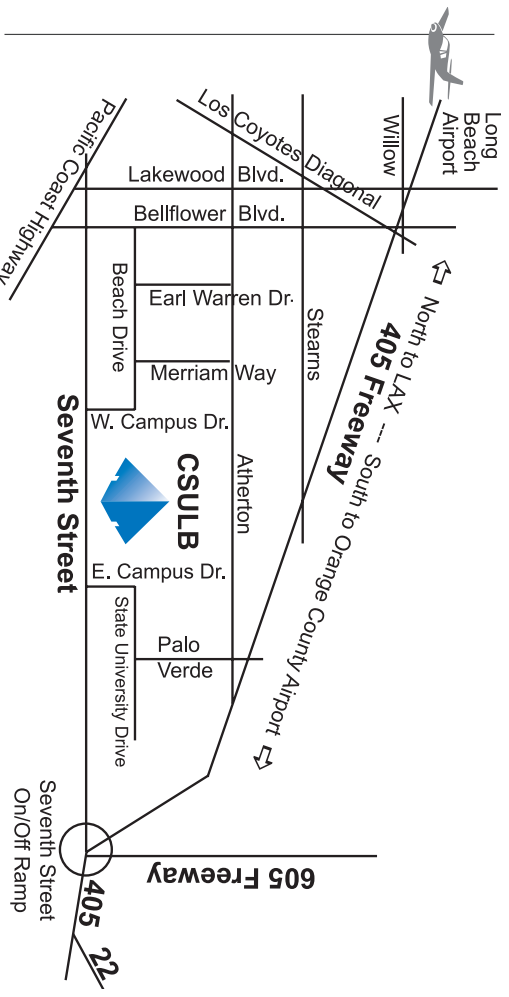 Long
Beach
Airport
Willow
Los Coyotes Diagonal
Pacific Coast Highway
Lakewood Blvd.
Bellflower Blvd.
North to LAX --- South to Orange County Airport
405 Freeway
Stearns
Earl Warren Dr.
Beach Drive
Merriam Way
W. Campus Dr.
Atherton
CSULB
Seventh Street
E. Campus Dr.
State University Drive
Palo
Verde
605 Freeway
Seventh Street
On/Off Ramp
405
22